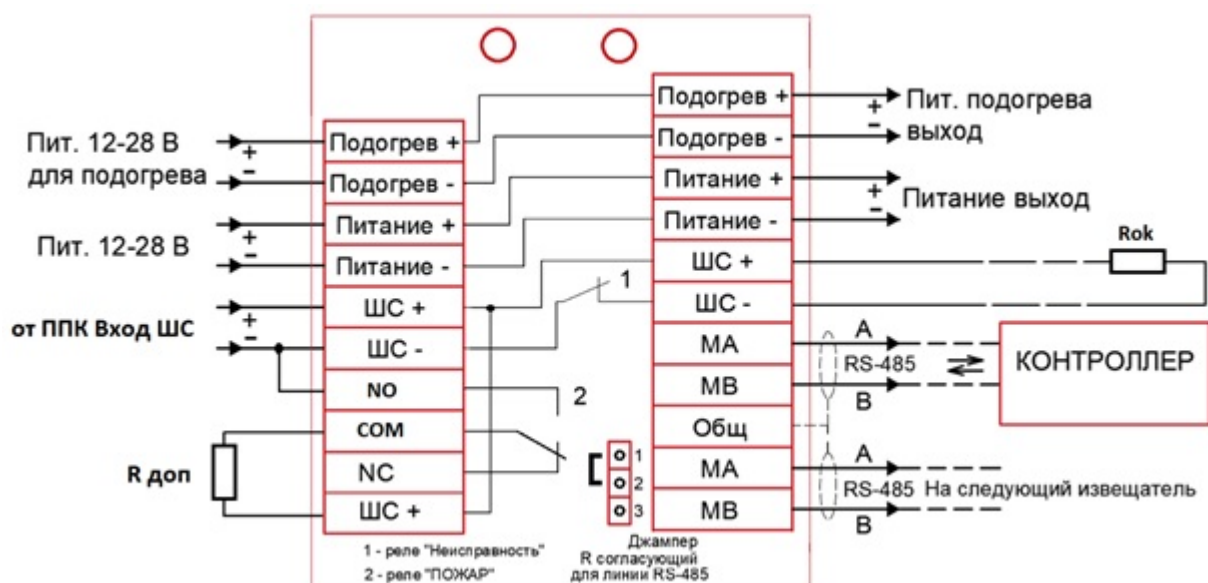 Пит. 12-28 В
для подогрева
+
−
Пит. 12-28 В
+
−
от ППК Вход ШС
+
−
R доп
Подогрев +
Подогрев -
Питание +
Питание -
ШС +
ШС -
NO
COM
NC
ШС +
1
2
1 - реле "Неисправность"
2 - реле "ПОЖАР"
1
2
3
Джампер
R согласующий
для линии RS-485
Подогрев +
Подогрев -
Питание +
Питание -
ШС +
ШС -
МА
МВ
Общ
МА
МВ
+
−
Пит. подогрева
выход
+
−
Питание выход
Rok
A
RS-485
B
КОНТРОЛЛЕР
A
RS-485 На следующий извещатель
B